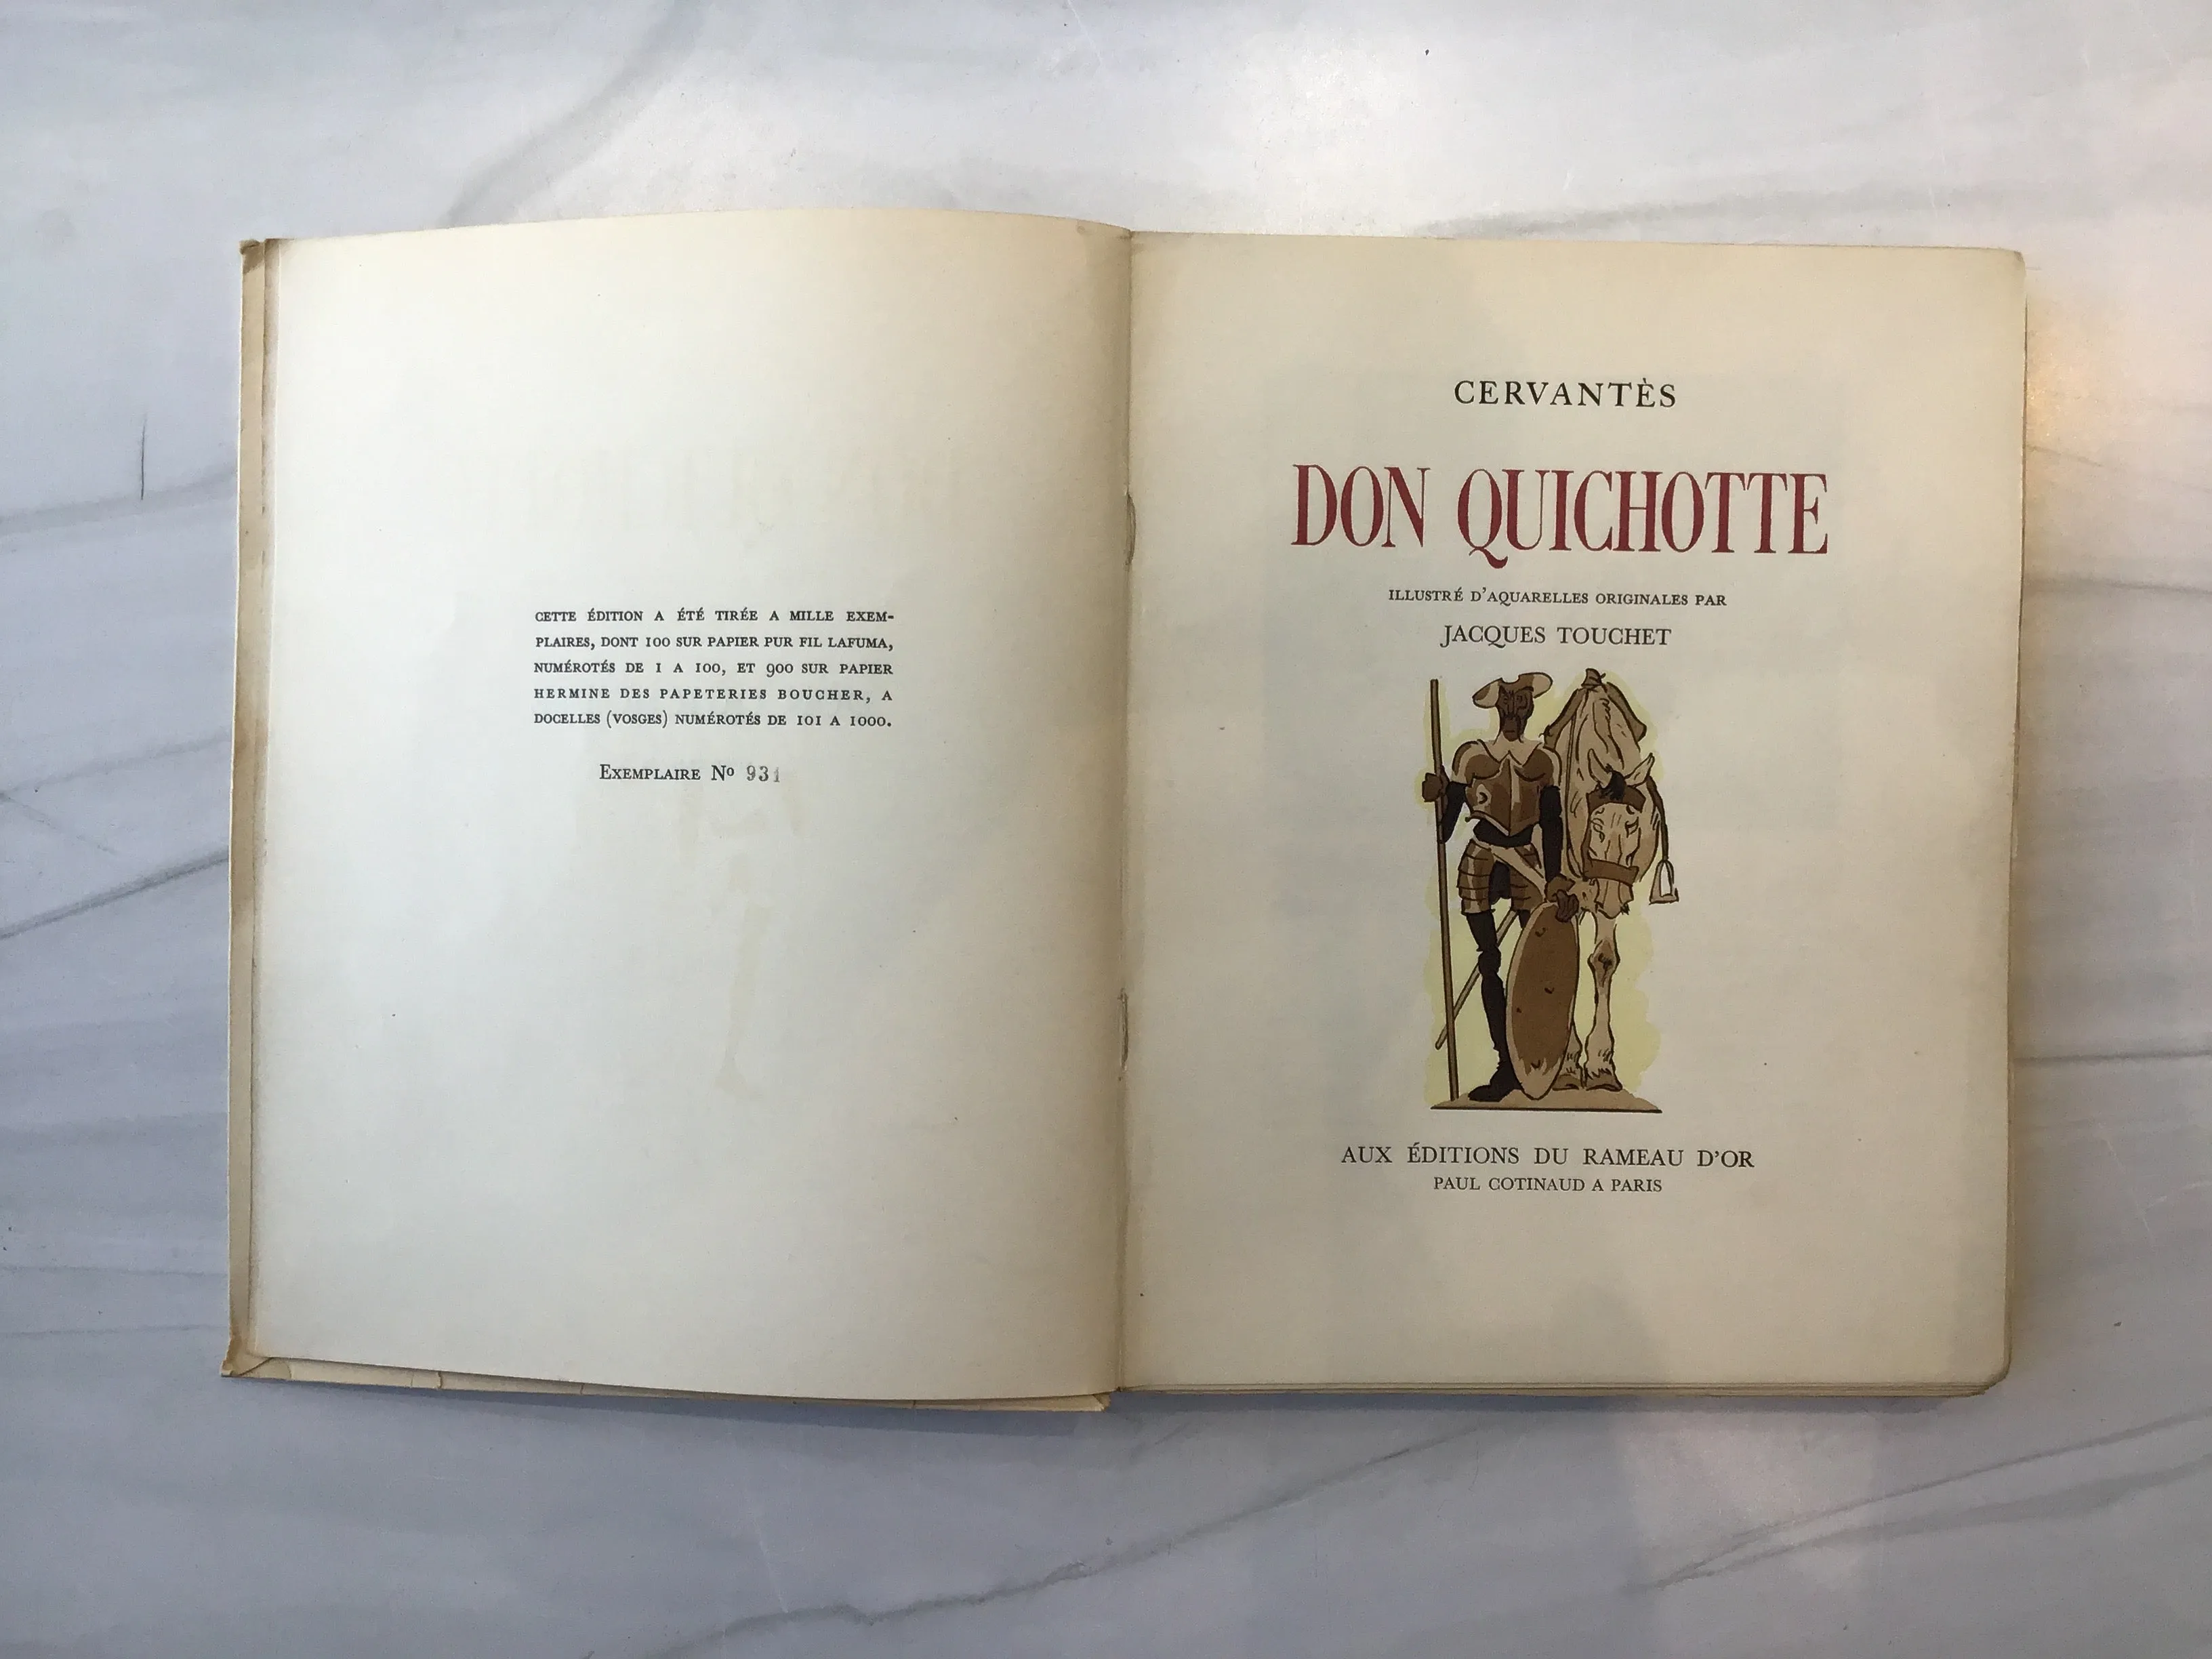 CETTE ÉDITION A ÉTÉ TIRÉE A MILLE EXEM-
PLAIRES, DONT 100 SUR PAPIER PUR FIL LAFUMA,
NUMÉROTÉS DE 1 A 100, ET 900 SUR PAPIER
HERMINE DES PAPETERIES BOUCHER, A
DOCELLES (VOSGES) NUMÉROTÉS DE 101 A 1000.
EXEMPLAIRE No 931
CERVANTÈS
DON QUICHOTTE
ILLUSTRÉ D'AQUARELLES ORIGINALES PAR
JACQUES TOUCHET
AUX ÉDITIONS DU RAMEAU D'OR
PAUL COTINAUD A PARIS